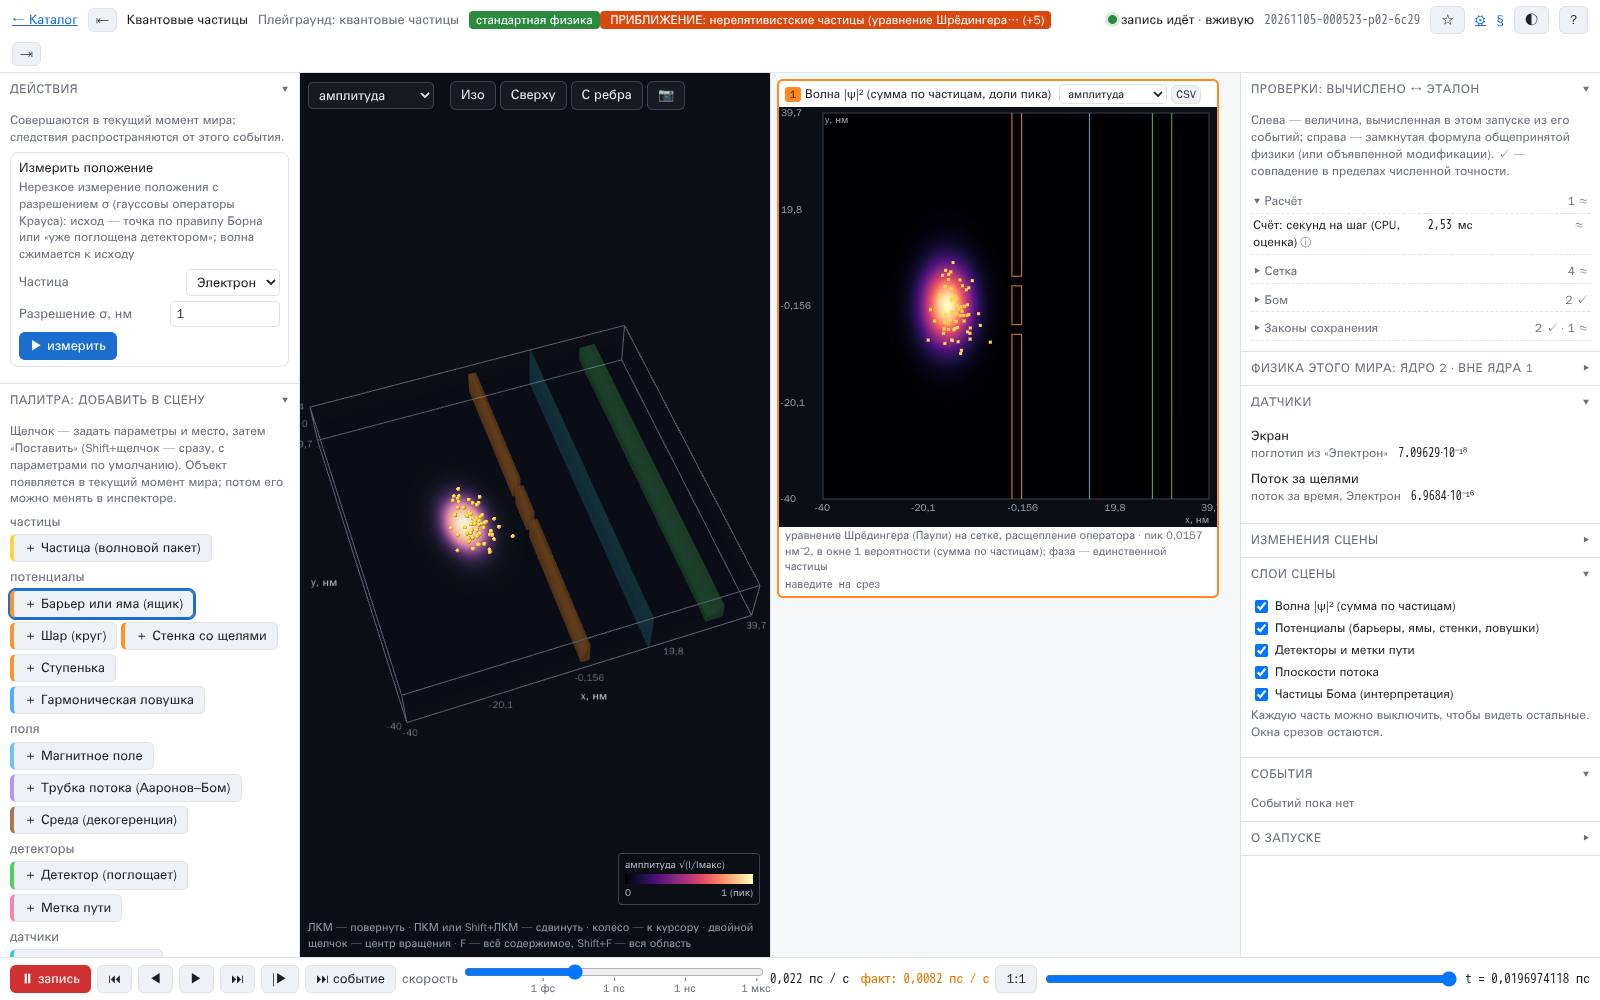 ← Каталог
⇤
Квантовые частицы
Плейграунд: квантовые частицы
стандартная физика
ПРИБЛИЖЕНИЕ: нерелятивистские частицы (уравнение Шрёдингера··· (+5)
запись идёт · вживую
20261105-000523-p02-6c29
☆
⚙
§
?
⇥
ДЕЙСТВИЯ
Совершаются в текущий момент мира;
следствия распространяются от этого события.
Измерить положение
Нерезкое измерение положения с
разрешением σ (гауссовы операторы
Крауса): исход — точка по правилу Борна
или «уже поглощена детектором»; волна
сжимается к исходу
Частица
Электрон
Разрешение σ, нм
1
▶ измерить
ПАЛИТРА: ДОБАВИТЬ В СЦЕНУ
Щелчок — задать параметры и место, затем
«Поставить» (Shift+щелчок — сразу, с
параметрами по умолчанию). Объект
появляется в текущий момент мира; потом его
можно менять в инспекторе.
частицы
+ Частица (волновой пакет)
потенциалы
+ Барьер или яма (ящик)
+ Шар (круг)
+ Стенка со щелями
+ Ступенька
+ Гармоническая ловушка
поля
+ Магнитное поле
+ Трубка потока (Ааронов–Бом)
+ Среда (декогеренция)
детекторы
+ Детектор (поглощает)
+ Метка пути
датчики
амплитуда
Изо
Сверху
С ребра
y, нм
39,7
19,8
-0,156
x, нм
-20,1
-40
-40
амплитуда √(I/Iмакс)
0
1 (пик)
ЛКМ — повернуть · ПКМ или Shift+ЛКМ — сдвинуть · колесо — к курсору · двойной
щелчок — центр вращения · F — всё содержимое, Shift+F — вся область
1
Волна |ψ|² (сумма по частицам, доли пика)
амплитуда
CSV
39,7
y, нм
19,8
-0,156
-20,1
-40
-40
-20,1
-0,156
19,8
39,
x, нм
уравнение Шрёдингера (Паули) на сетке, расщепление оператора · пик 0,0157
нм⁻2, в окне 1 вероятности (сумма по частицам); фаза — единственной
частицы
наведите на срез
ПРОВЕРКИ: ВЫЧИСЛЕНО ↔ ЭТАЛОН
Слева — величина, вычисленная в этом запуске из его
событий; справа — замкнутая формула общепринятой
физики (или объявленной модификации). ✓ —
совпадение в пределах численной точности.
▾ Расчёт
1 ≈
Счёт: секунд на шаг (CPU,
оценка) ⓘ
2,53 мс
≈
▸ Сетка
4 ≈
▸ Бом
2 ✓
▸ Законы сохранения
2 ✓ · 1 ≈
ФИЗИКА ЭТОГО МИРА: ЯДРО 2 · ВНЕ ЯДРА 1
ДАТЧИКИ
Экран
поглотил из «Электрон» 7.09629·10⁻¹⁸
Поток за щелями
поток за время, Электрон 6.9684·10⁻¹⁶
ИЗМЕНЕНИЯ СЦЕНЫ
СЛОИ СЦЕНЫ
Волна |ψ|² (сумма по частицам)
Потенциалы (барьеры, ямы, стенки, ловушки)
Детекторы и метки пути
Плоскости потока
Частицы Бома (интерпретация)
Каждую часть можно выключить, чтобы видеть остальные.
Окна срезов остаются.
СОБЫТИЯ
Событий пока нет
О ЗАПУСКЕ
⏸ запись
⏭ событие
скорость
1 фс
1 пс
1 нс
1 мкс
0,022 пс / с
факт: 0,0082 пс / с
1:1
t = 0,0196974118 пс